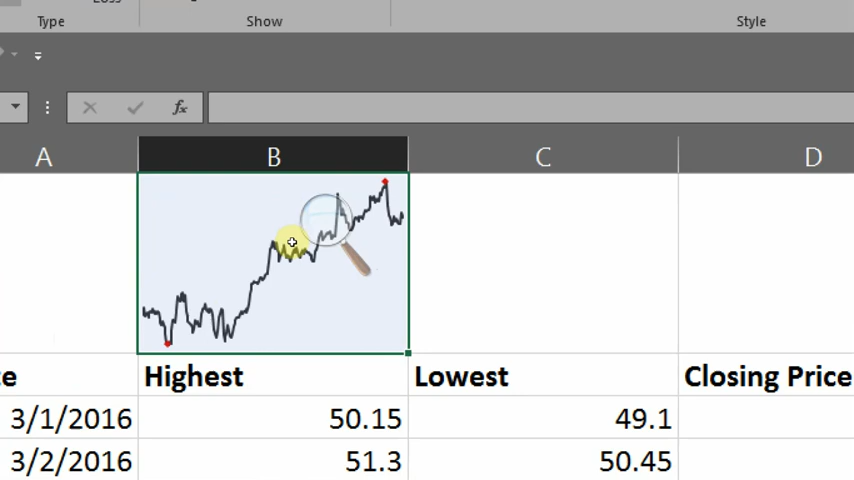 Type Show Style
fx
A B C D
Highest Lowest Closing Price
3/1/2016 50.15 49.1
3/2/2016 51.3 50.45